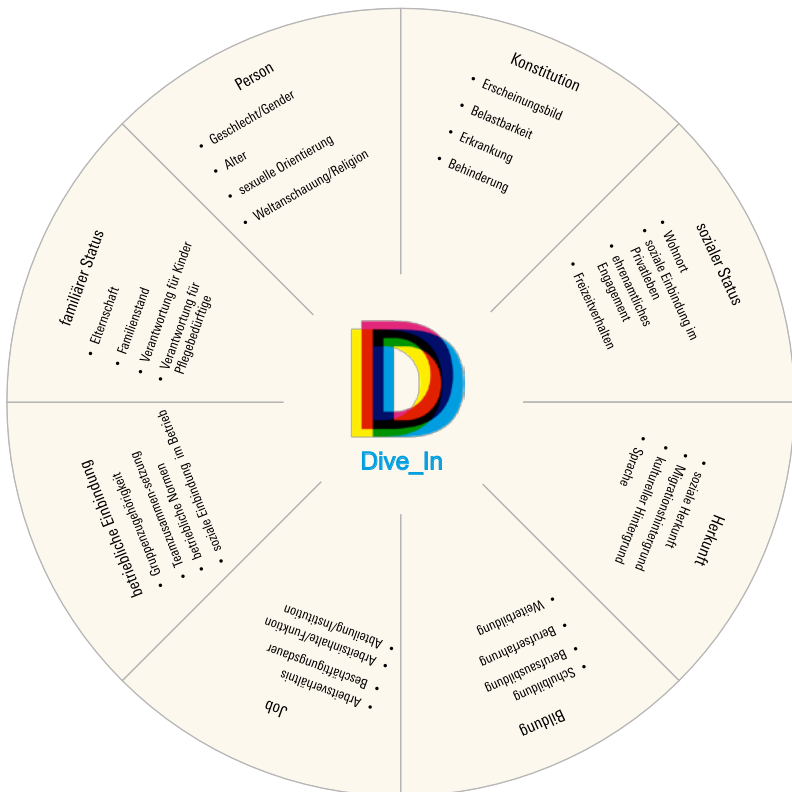 Person
• Geschlecht/Gender
• Alter
• sexuelle Orientierung
• Weltanschauung/Religion
Konstitution
• Erscheinungsbild
• Belastbarkeit
• Erkrankung
• Behinderung
sozialer Status
• Wohnort
• soziale Einbindung im
Privatleben
• ehrenamtliches
Engagement
• Freizeitverhalten
Herkunft
• soziale Herkunft
• Migrationshintergrund
• kultureller Hintergrund
• Sprache
Bildung
• Schulbildung
• Berufsausbildung
• Berufserfahrung
• Weiterbildung
Job
• Arbeitsverhältnis
• Beschäftigungsdauer
• Arbeitsinhalte/Funktion
• Abteilung/Institution
betriebliche Einbindung
• Gruppenzugehörigkeit
• Teamzusammen-setzung
• betriebliche Normen
• soziale Einbindung im Betrieb
familiärer Status
• Elternschaft
• Familienstand
• Verantwortung für Kinder
• Verantwortung für
Pflegebedürftige
D
Dive_In